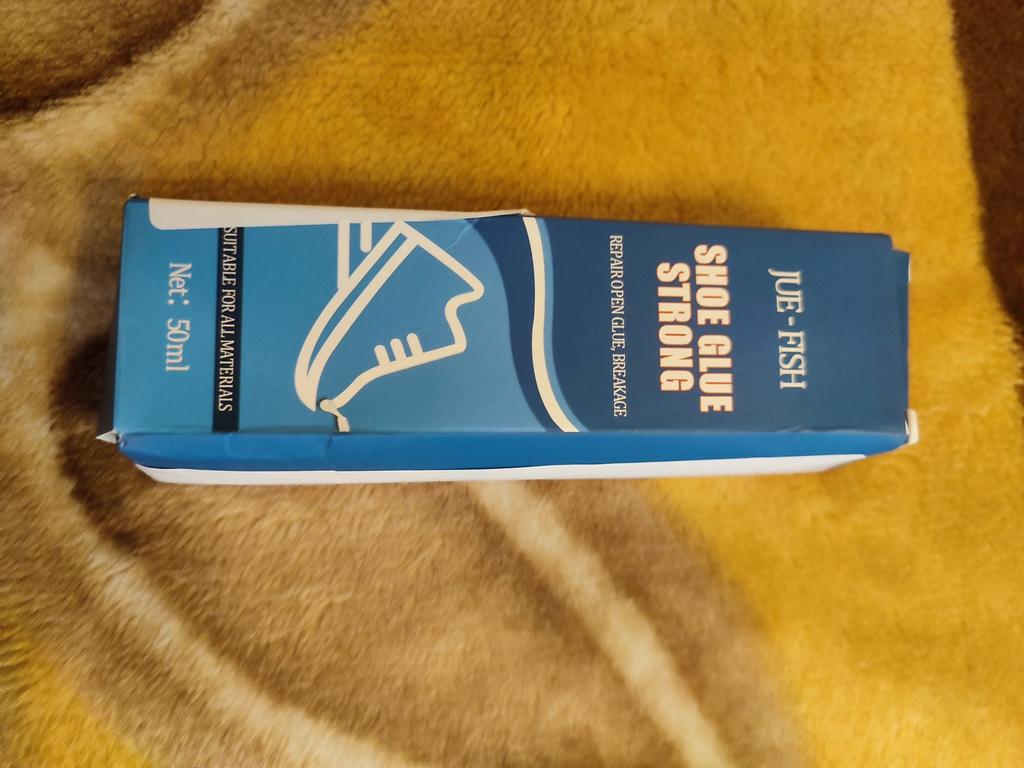 JUE-FISH
SHOE GLUE
STRONG
REPAIR OPEN GLUE, BREAKAGE
SUITABLE FOR ALL MATERIALS
Net: 50ml